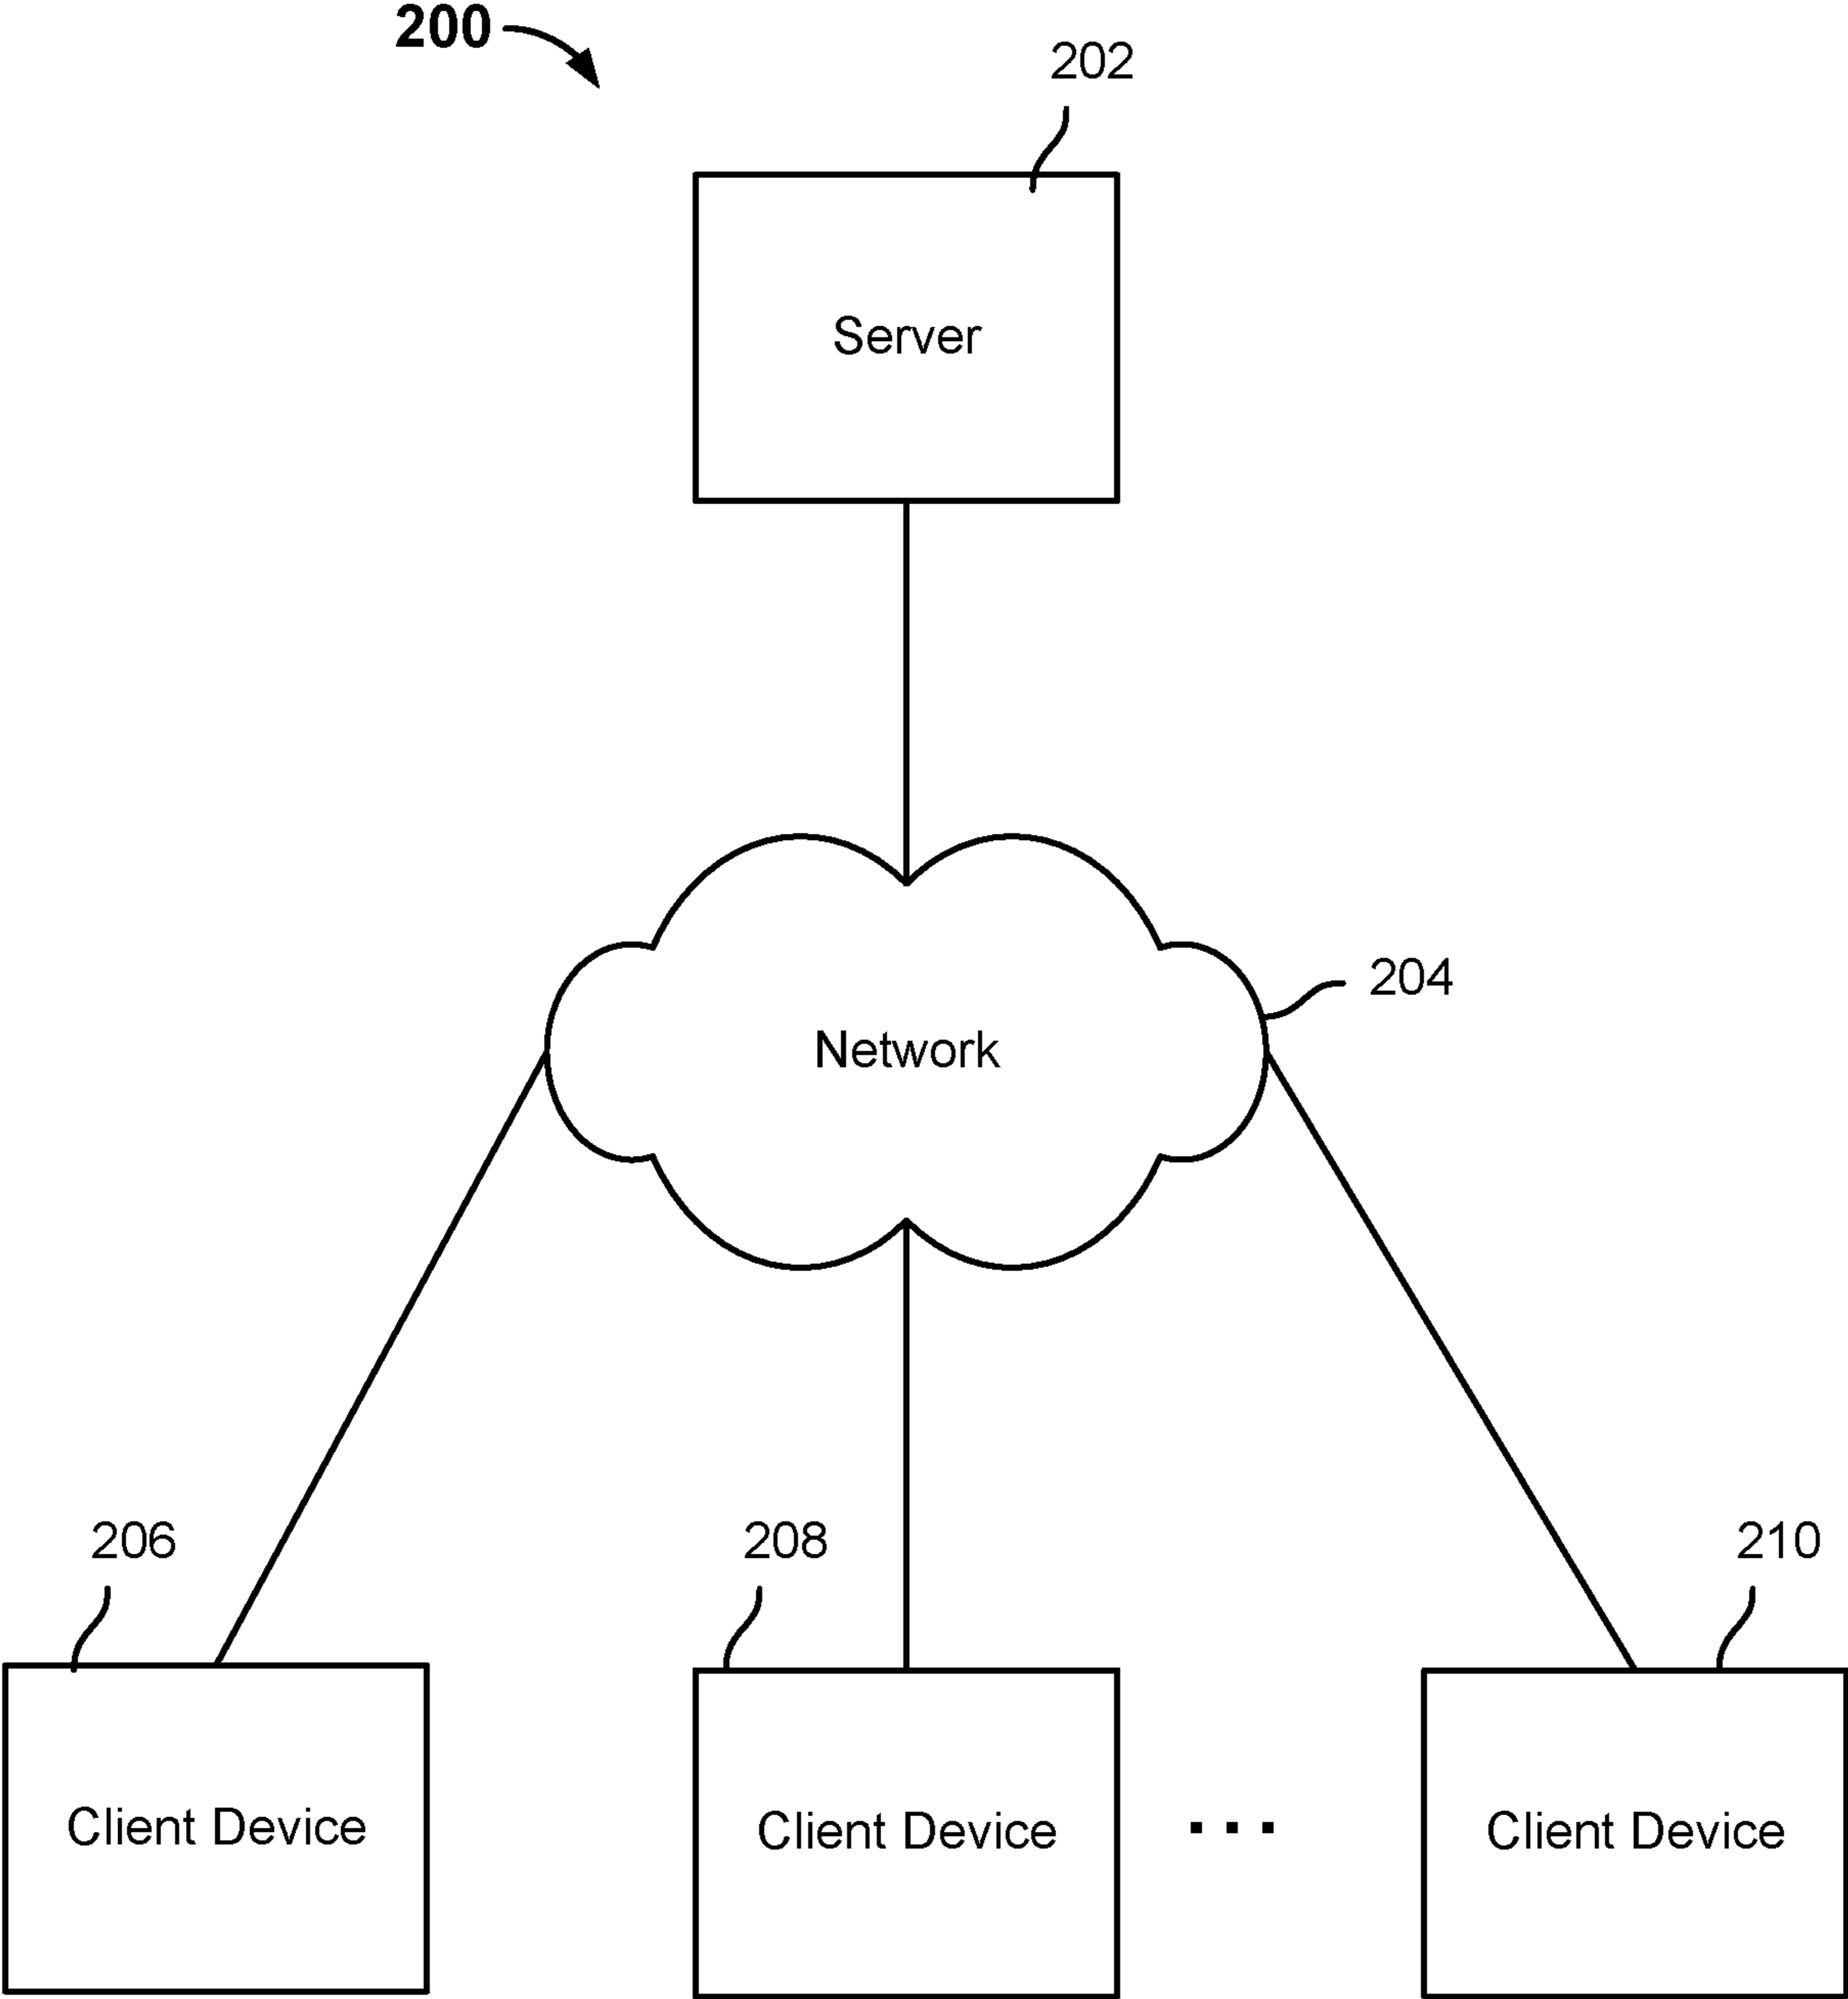 200
202
Server
204
Network
206
208
210
Client Device
Client Device
...
Client Device